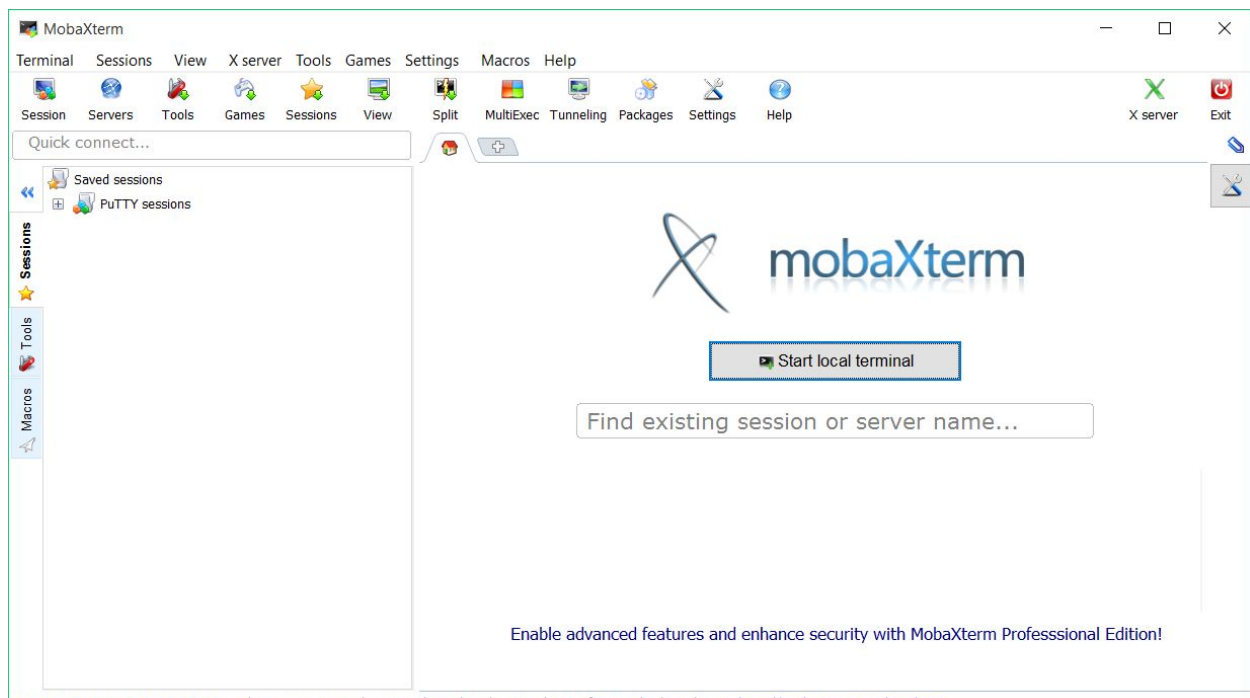 MobaXterm
Terminal Sessions View X server Tools Games Settings Macros Help
Session Servers Tools Games Sessions View Split MultiExec Tunneling Packages Settings Help X server Exit
Quick connect...
Saved sessions
PuTTY sessions
Sessions
Tools
Macros
mobaXterm
Start local terminal
Find existing session or server name...
Enable advanced features and enhance security with MobaXterm Professsional Edition!